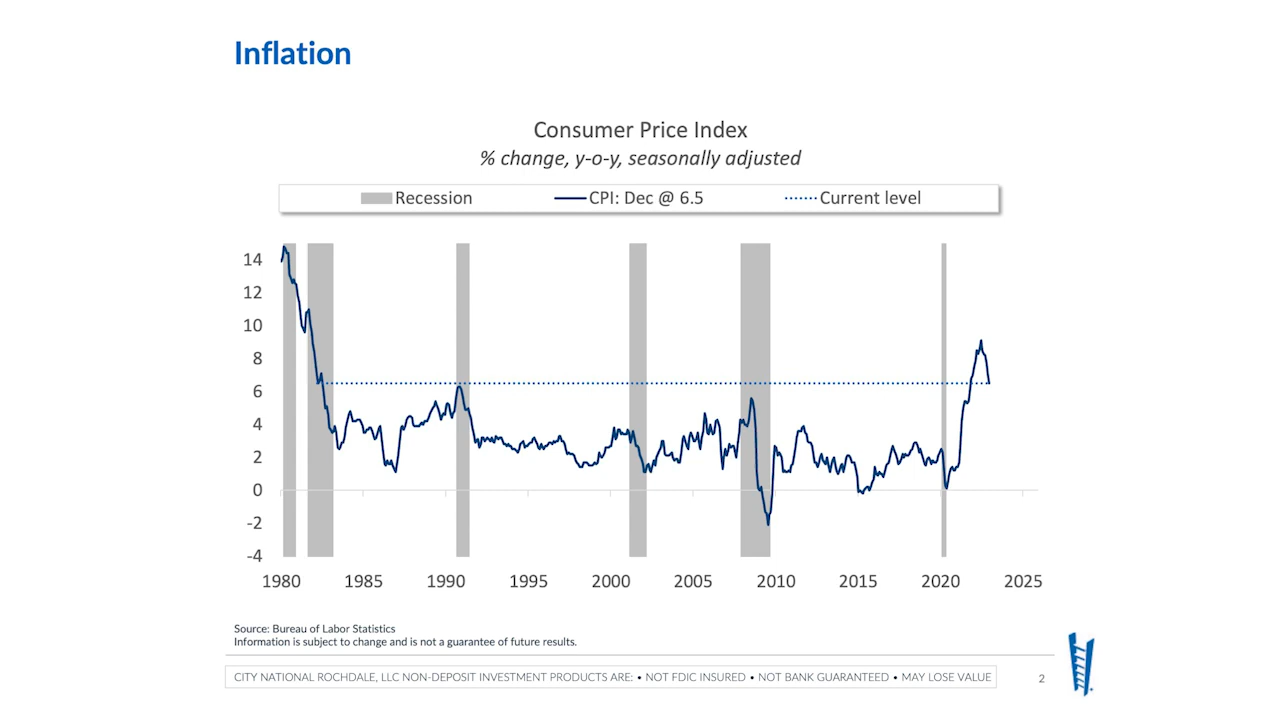 Inflation
Consumer Price Index
% change, y-o-y, seasonally adjusted
Recession CPI: Dec @ 6.5 Current level
14
12
10
8
6
4
2
0
-2
-4
1980 1985 1990 1995 2000 2005 2010 2015 2020 2025
Source: Bureau of Labor Statistics
Information is subject to change and is not a guarantee of future results.
CITY NATIONAL ROCHDALE, LLC NON-DEPOSIT INVESTMENT PRODUCTS ARE: • NOT FDIC INSURED • NOT BANK GUARANTEED • MAY LOSE VALUE
2